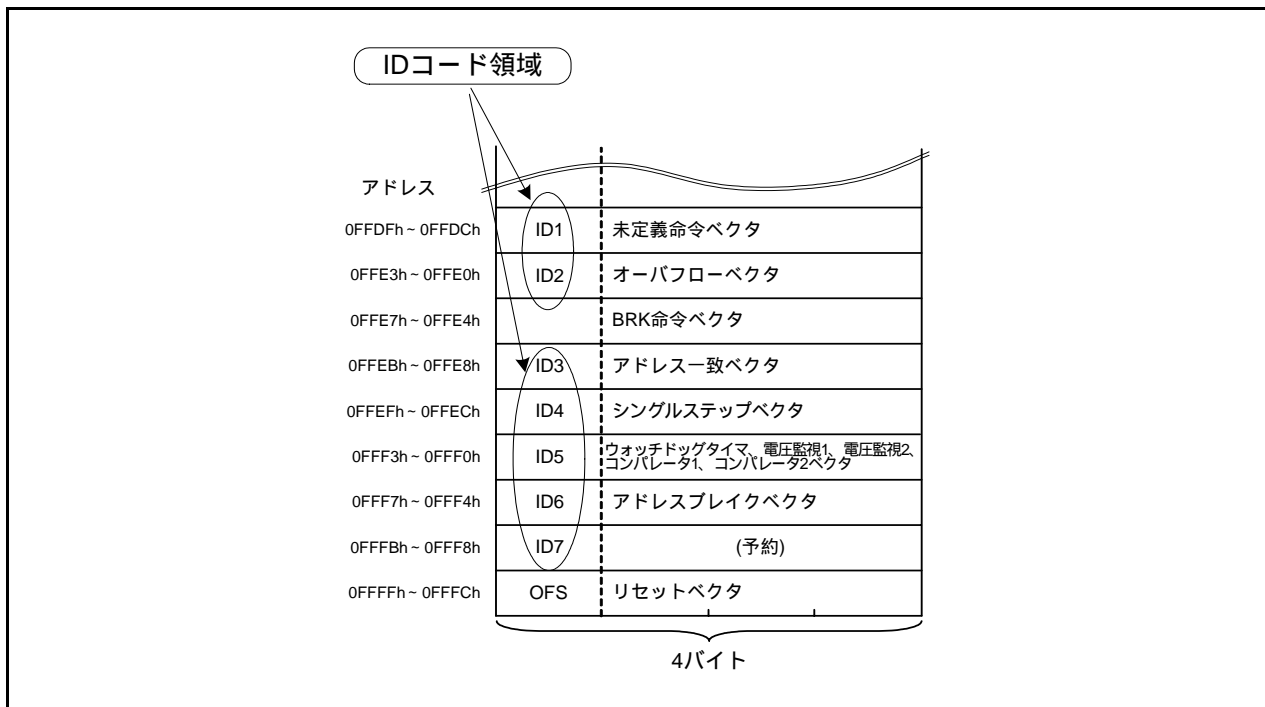 IDコード領域
アドレス
0FFDFh ~ 0FFDCh ID1 未定義命令ベクタ
0FFE3h ~ 0FFE0h ID2 オーバフローベクタ
0FFE7h ~ 0FFE4h BRK命令ベクタ
0FFEBh ~ 0FFE8h ID3 アドレス一致ベクタ
0FFEFh ~ 0FFECh ID4 シングルステップベクタ
0FFF3h ~ 0FFF0h ID5 ウォッチドッグタイマ、電圧監視1、電圧監視2、
コンパレータ1、コンパレータ2ベクタ
0FFF7h ~ 0FFF4h ID6 アドレスブレイクベクタ
0FFFBh ~ 0FFF8h ID7 (予約)
0FFFFh ~ 0FFFCh OFS リセットベクタ
4バイト